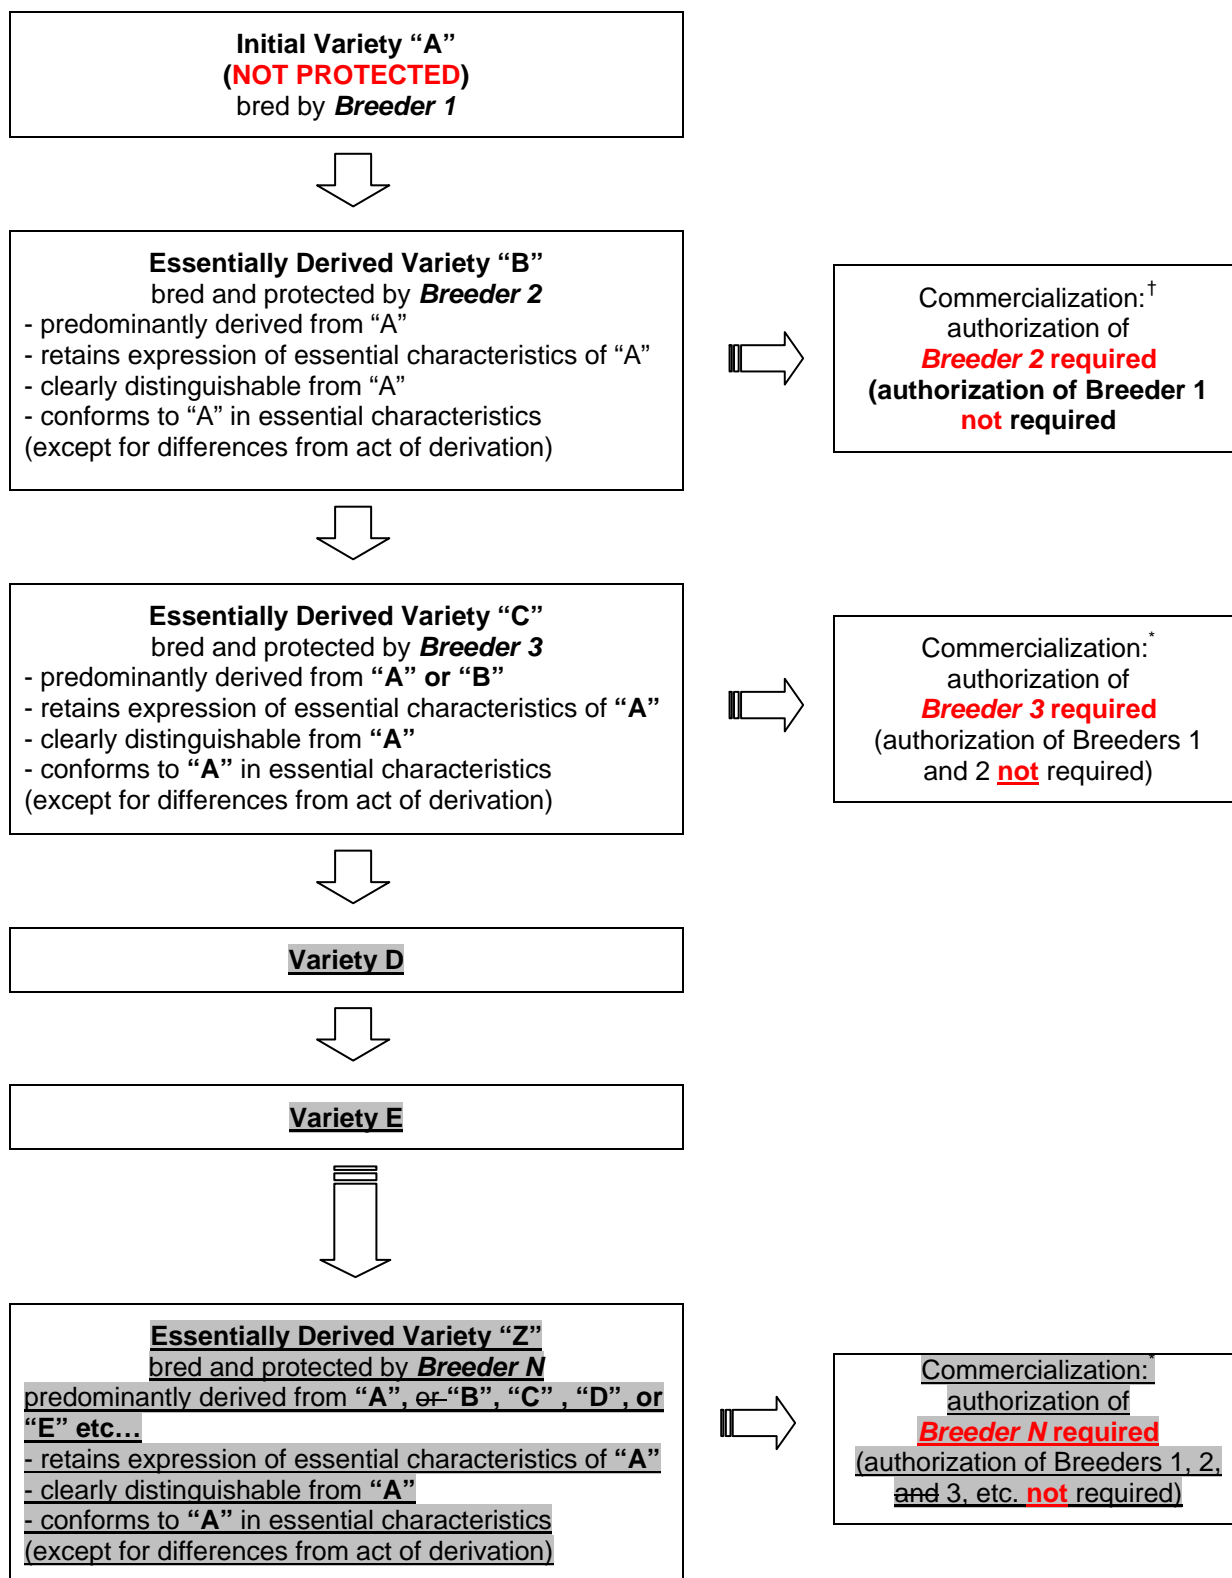 Initial Variety “A”
(NOT PROTECTED)
bred by Breeder 1
Essentially Derived Variety “B”
bred and protected by Breeder 2
- predominantly derived from “A”
- retains expression of essential characteristics of “A”
- clearly distinguishable from “A”
- conforms to “A” in essential characteristics
(except for differences from act of derivation)
Commercialization:†
authorization of
Breeder 2 required
(authorization of Breeder 1
not required
Essentially Derived Variety “C”
bred and protected by Breeder 3
- predominantly derived from “A” or “B”
- retains expression of essential characteristics of “A”
- clearly distinguishable from “A”
- conforms to “A” in essential characteristics
(except for differences from act of derivation)
Commercialization:*
authorization of
Breeder 3 required
(authorization of Breeders 1
and 2 not required)
Variety D
Variety E
Essentially Derived Variety “Z”
bred and protected by Breeder N
predominantly derived from “A”, or “B”, “C” , “D”, or
“E” etc…
- retains expression of essential characteristics of “A”
- clearly distinguishable from “A”
- conforms to “A” in essential characteristics
(except for differences from act of derivation)
Commercialization:*
authorization of
Breeder N required
(authorization of Breeders 1, 2,
and 3, etc. not required)